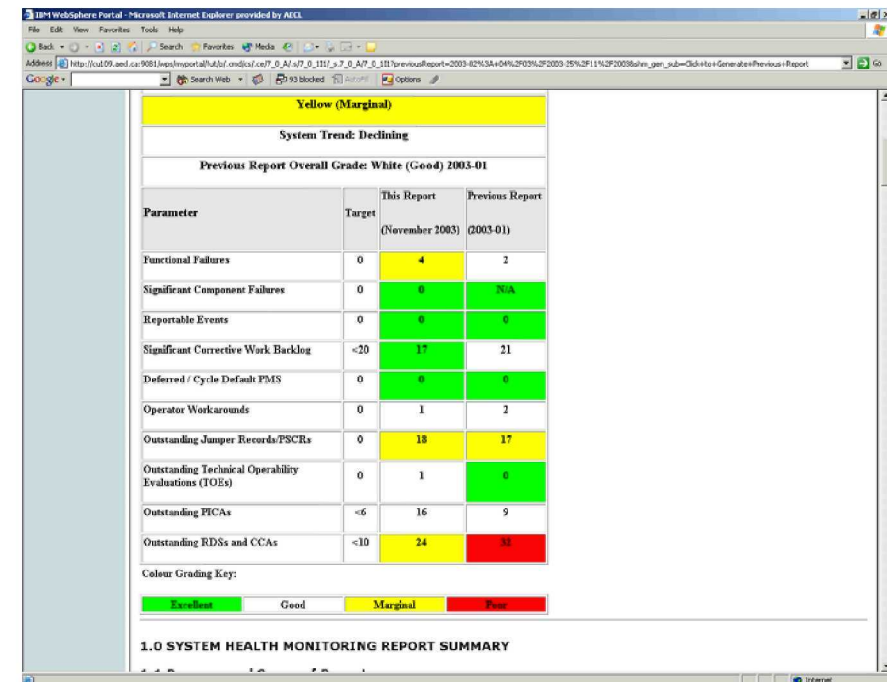 IBM WebSphere Portal - Microsoft Internet Explorer provided by AECL
File Edit View Favorites Tools Help
Back Search Favorites Media
Address Go
Google Search Web 93 blocked AutoFill Options
Yellow (Marginal)
System Trend: Declining
Previous Report Overall Grade: White (Good) 2003-01
Parameter Target This Report (November 2003) Previous Report (2003-01)
Functional Failures 0 4 2
Significant Component Failures 0 0 N/A
Reportable Events 0 0 0
Significant Corrective Work Backlog <20 17 21
Deferred / Cycle Default PMS 0 0 0
Operator Workarounds 0 1 2
Outstanding Jumper Records/PSCRs 0 18 17
Outstanding Technical Operability
Evaluations (TOEs) 0 1 0
Outstanding PICAs <6 16 9
Outstanding RDSs and CCAs <10 24 32
Colour Grading Key:
Excellent Good Marginal Poor
1.0 SYSTEM HEALTH MONITORING REPORT SUMMARY
Internet